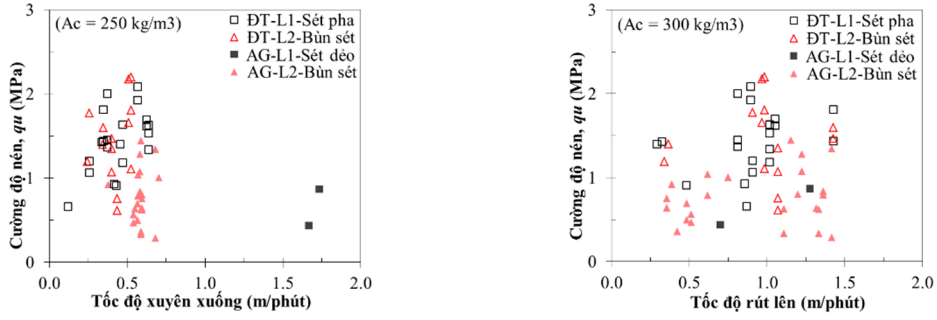 (Ac = 250 kg/m3)
ĐT-L1-Sét pha
ĐT-L2-Bùn sét
AG-L1-Sét dẻo
AG-L2-Bùn sét
Cường độ nén, qu (MPa)
3
2
1
0
0.0 0.5 1.0 1.5 2.0
Tốc độ xuyên xuống (m/phút)
(Ac = 300 kg/m3)
ĐT-L1-Sét pha
ĐT-L2-Bùn sét
AG-L1-Sét dẻo
AG-L2-Bùn sét
Cường độ nén, qu (MPa)
3
2
1
0
0.0 0.5 1.0 1.5 2.0
Tốc độ rút lên (m/phút)